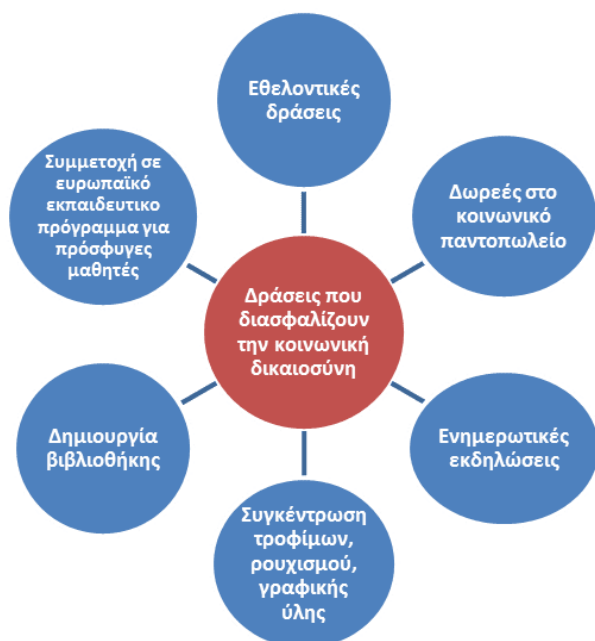 Εθελοντικές
δράσεις
Δωρεές στο
κοινωνικό
παντοπωλείο
Ενημερωτικές
εκδηλώσεις
Συγκέντρωση
τροφίμων,
ρουχισμού,
γραφικής
ύλης
Δημιουργία
βιβλιοθήκης
Συμμετοχή σε
ευρωπαϊκό
εκπαιδευτικο
πρόγραμμα για
πρόσφυγες
μαθητές
Δράσεις που
διασφαλίζουν
την κοινωνική
δικαιοσύνη